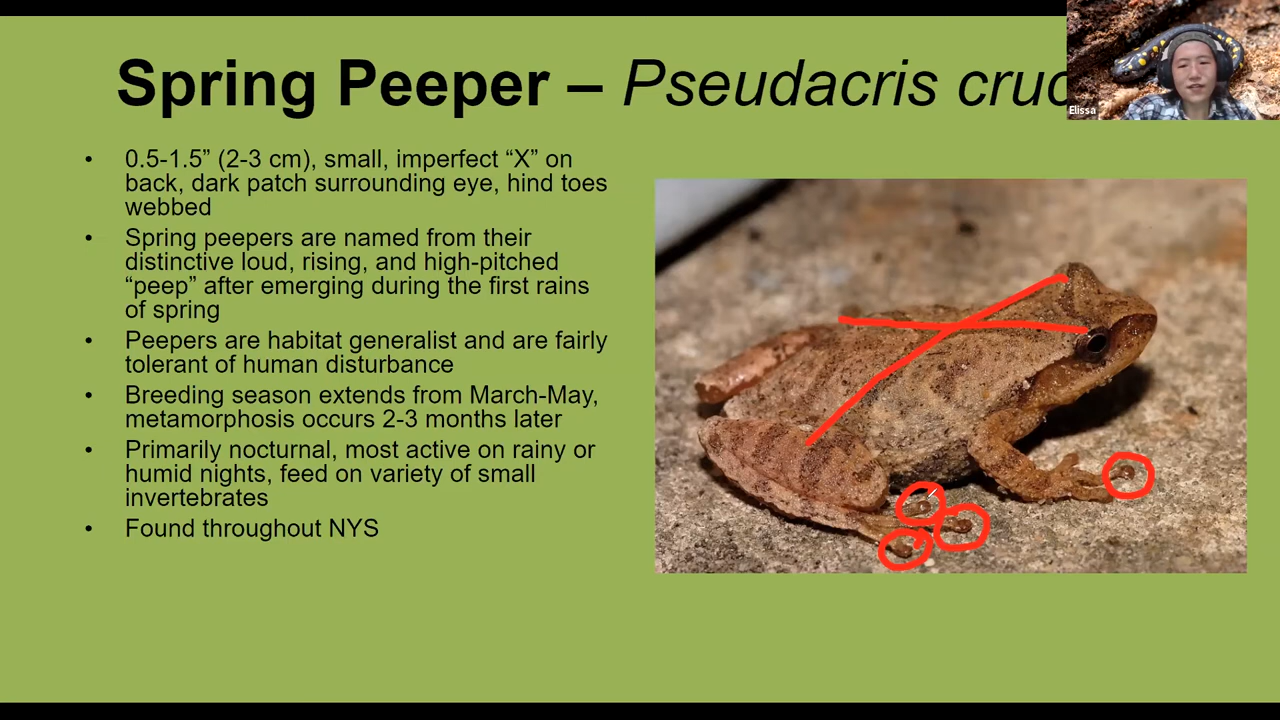 Spring Peeper – Pseudacris cruc
Elissa
• 0.5-1.5” (2-3 cm), small, imperfect “X” on
back, dark patch surrounding eye, hind toes
webbed
• Spring peepers are named from their
distinctive loud, rising, and high-pitched
“peep” after emerging during the first rains
of spring
• Peepers are habitat generalist and are fairly
tolerant of human disturbance
• Breeding season extends from March-May,
metamorphosis occurs 2-3 months later
• Primarily nocturnal, most active on rainy or
humid nights, feed on variety of small
invertebrates
• Found throughout NYS